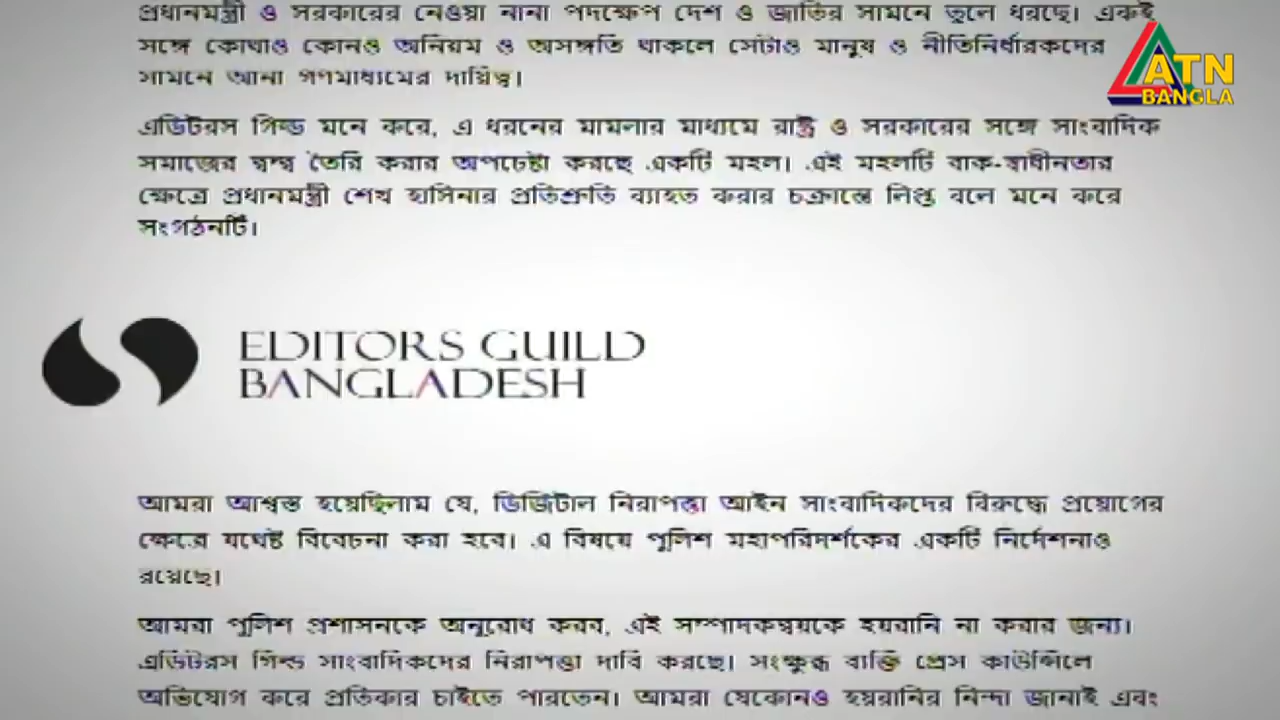 প্রধানমন্ত্রী ও সরকারের নেওয়া নানা পদক্ষেপ দেশ ও জাতির সামনে তুলে ধরছে। একই
সঙ্গে কোথাও কোনও অনিয়ম ও অসঙ্গতি থাকলে সেটাও মানুষ ও নীতিনির্ধারকদের
সামনে আনা গণমাধ্যমের দায়িত্ব।
ATN
BANGLA
এডিটরস গিল্ড মনে করে, এ ধরনের মামলার মাধ্যমে রাষ্ট্র ও সরকারের সঙ্গে সাংবাদিক
সমাজের দ্বন্দ্ব তৈরি করার অপচেষ্টা করছে একটি মহল। এই মহলটি বাক-স্বাধীনতার
ক্ষেত্রে প্রধানমন্ত্রী শেখ হাসিনার প্রতিশ্রুতি ব্যাহত করার চক্রান্তে লিপ্ত বলে মনে করে
সংগঠনটি।
EDITORS GUILD
BANGLADESH
আমরা আশ্বস্ত হয়েছিলাম যে, ডিজিটাল নিরাপত্তা আইন সাংবাদিকদের বিরুদ্ধে প্রয়োগের
ক্ষেত্রে যথেষ্ট বিবেচনা করা হবে। এ বিষয়ে পুলিশ মহাপরিদর্শকের একটি নির্দেশনাও
রয়েছে।
আমরা পুলিশ প্রশাসনকে অনুরোধ করব, এই সম্পাদকদ্বয়কে হয়রানি না করার জন্য।
এডিটরস গিল্ড সাংবাদিকদের নিরাপত্তা দাবি করছে। সংক্ষুব্ধ ব্যক্তি প্রেস কাউন্সিলে
অভিযোগ করে প্রতিকার চাইতে পারতেন। আমরা যেকোনও হয়রানির নিন্দা জানাই এবং